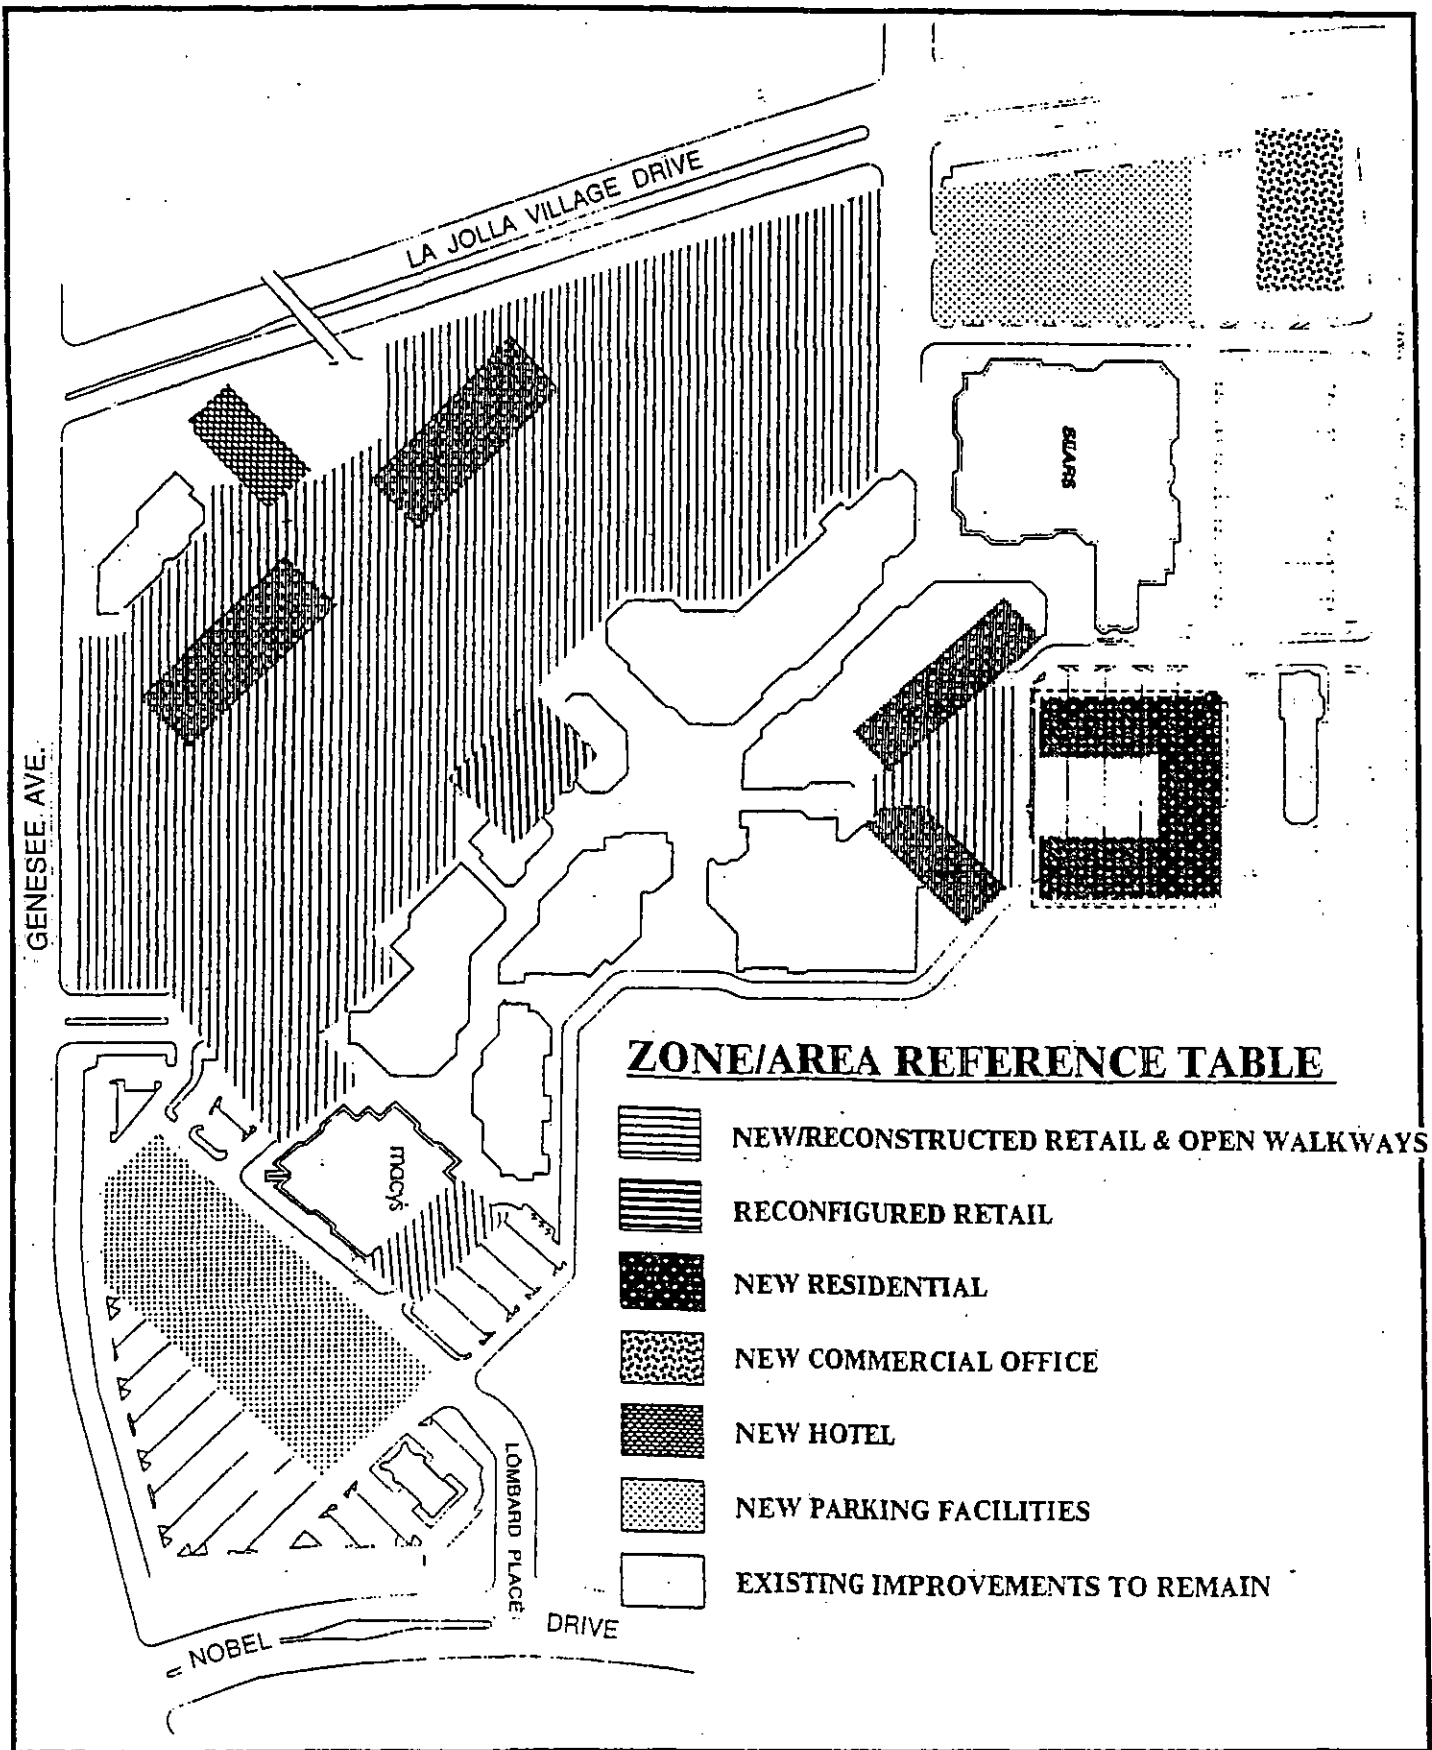 LA JOLLA VILLAGE DRIVE
SEARS
GENESEE AVE.
ZONE/AREA REFERENCE TABLE
NEW/RECONSTRUCTED RETAIL & OPEN WALKWAYS
macy's
RECONFIGURED RETAIL
NEW RESIDENTIAL
NEW COMMERCIAL OFFICE
NEW HOTEL
NEW PARKING FACILITIES
EXISTING IMPROVEMENTS TO REMAIN
LOMBARD PLACE
NOBEL DRIVE